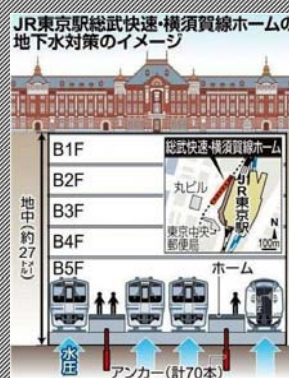 JR東京駅総武快速・横須賀線ホームの
地下水対策のイメージ
B1F
B2F
B3F
B4F
B5F
地中(約27㍍)
総武快速・横須賀線ホーム
丸ビル
JR東京駅
東京中央郵便局
N
100m
ホーム
水圧
アンカー(計70本)